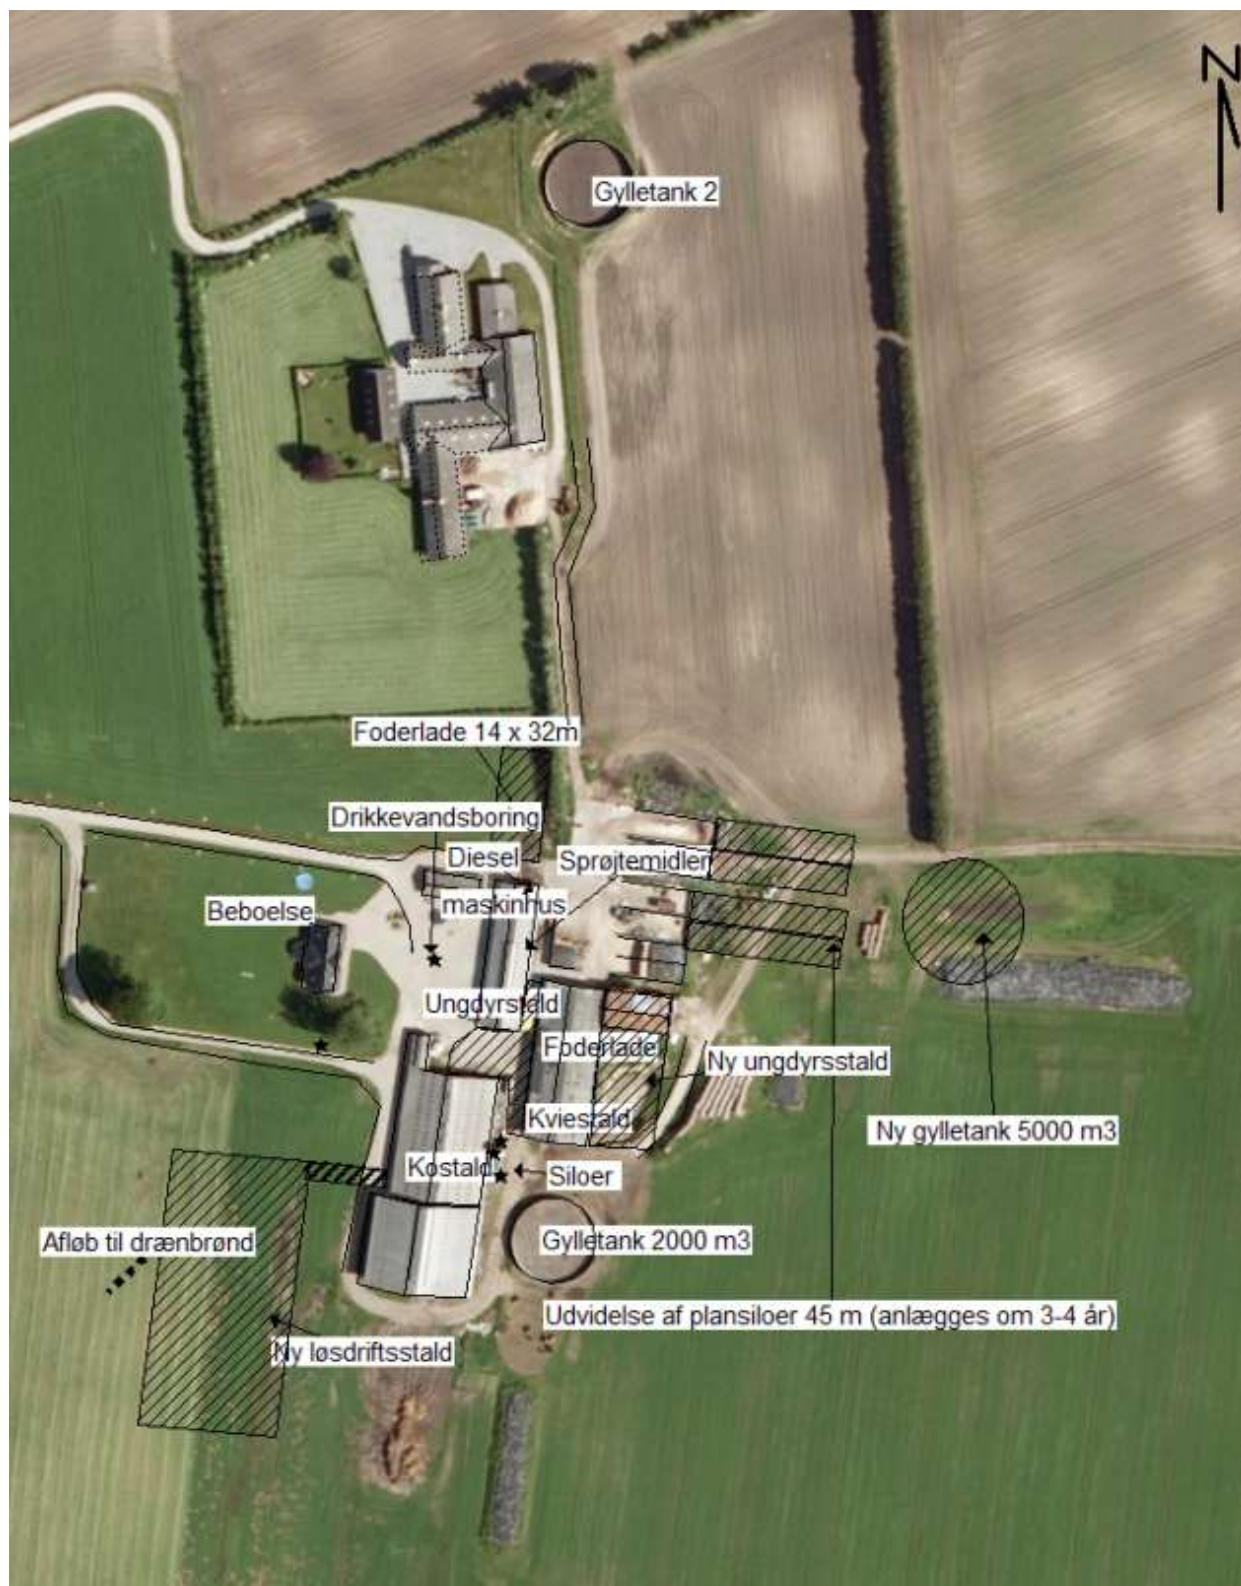 N
Gylletank 2
Foderlade 14 x 32m
Drikkevandsboring
Diesel
Sprøjtemidler
maskinhus
Beboelse
Ungdyrstald
Foderlade
Ny ungdyrsstald
Kviestald
Ny gylletank 5000 m3
Kostald
Siloer
Afløb til drænbrønd
Gylletank 2000 m3
Udvidelse af plansiloer 45 m (anlægges om 3-4 år)
Ny løsdriftsstald